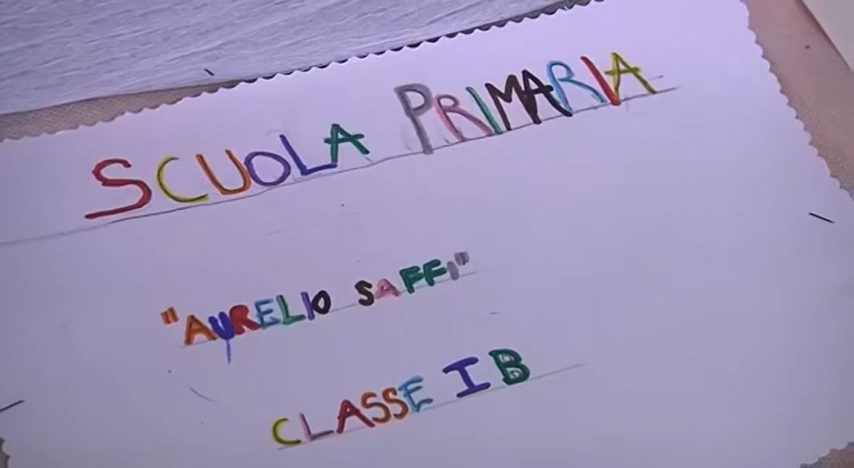 SCUOLA PRIMARIA
"AURELIO SAFFI"
CLASSE IB